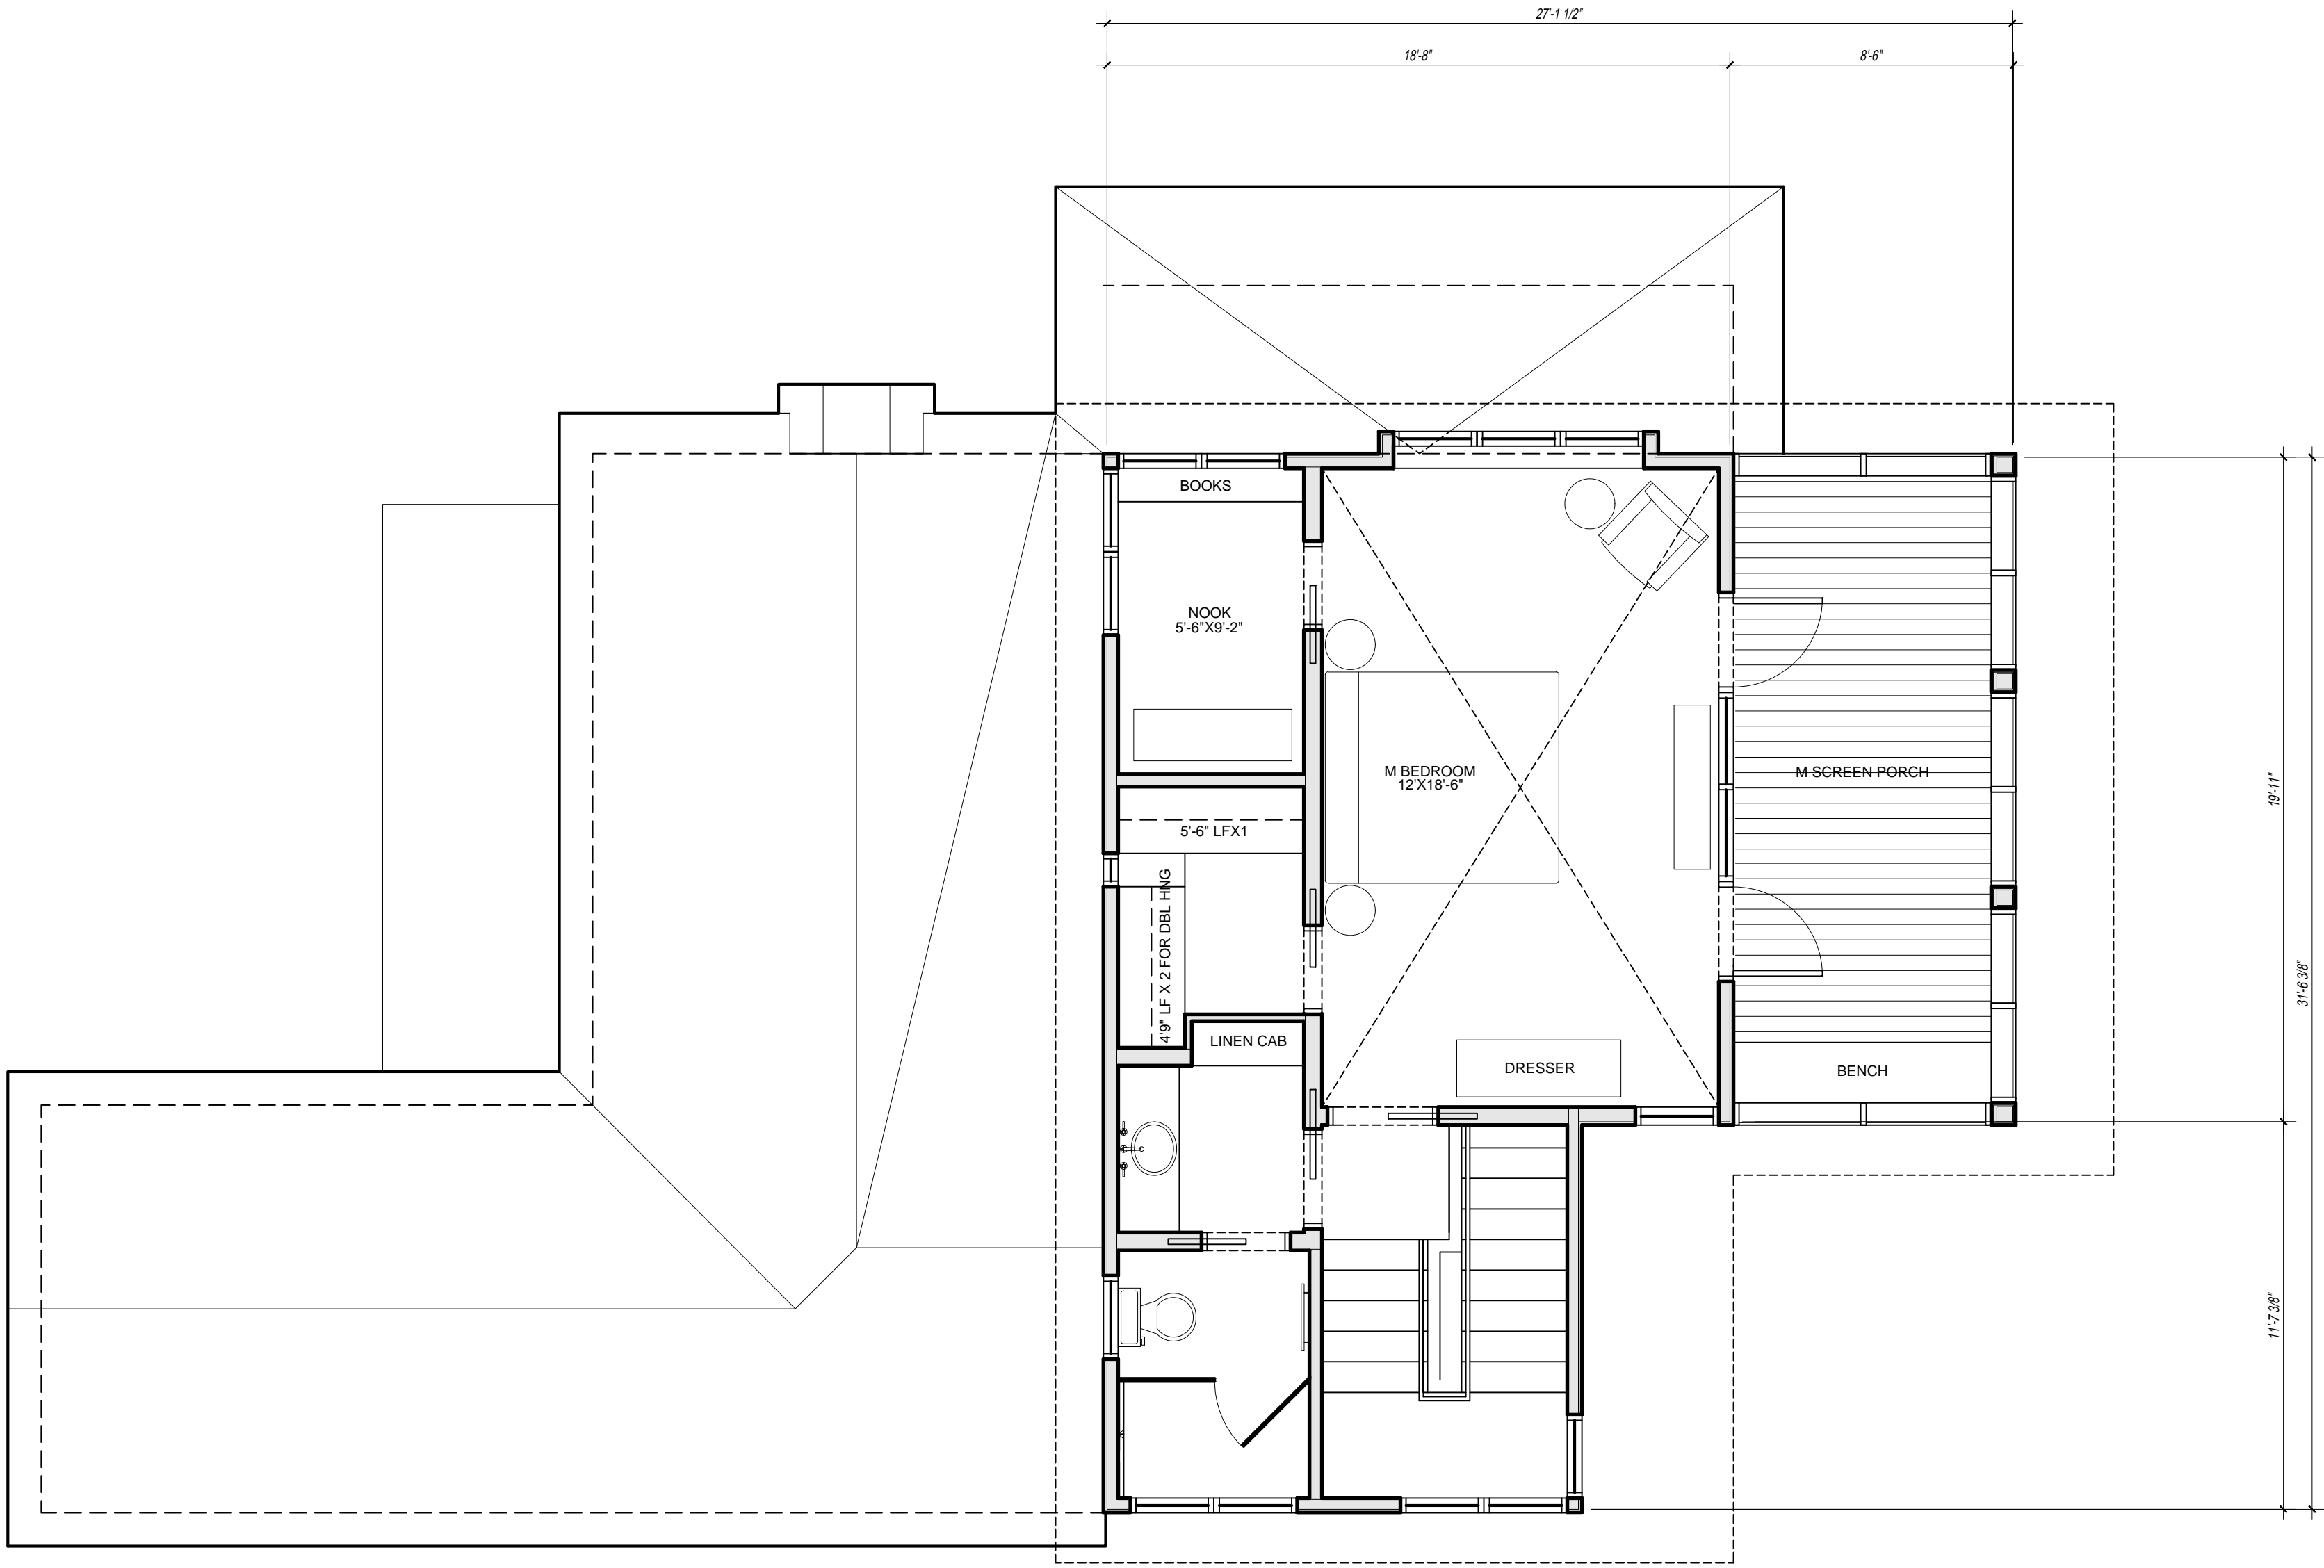 27'-1 1/2"
18'-8"
8'-6"
BOOKS
NOOK
5'-6"X9'-2"
M BEDROOM
12'X18'-6"
M SCREEN PORCH
19'-11"
5'-6" LFX1
4'9" LF X 2 FOR DBL HNG
31'-6 3/8"
LINEN CAB
DRESSER
BENCH
11'-7 3/8"